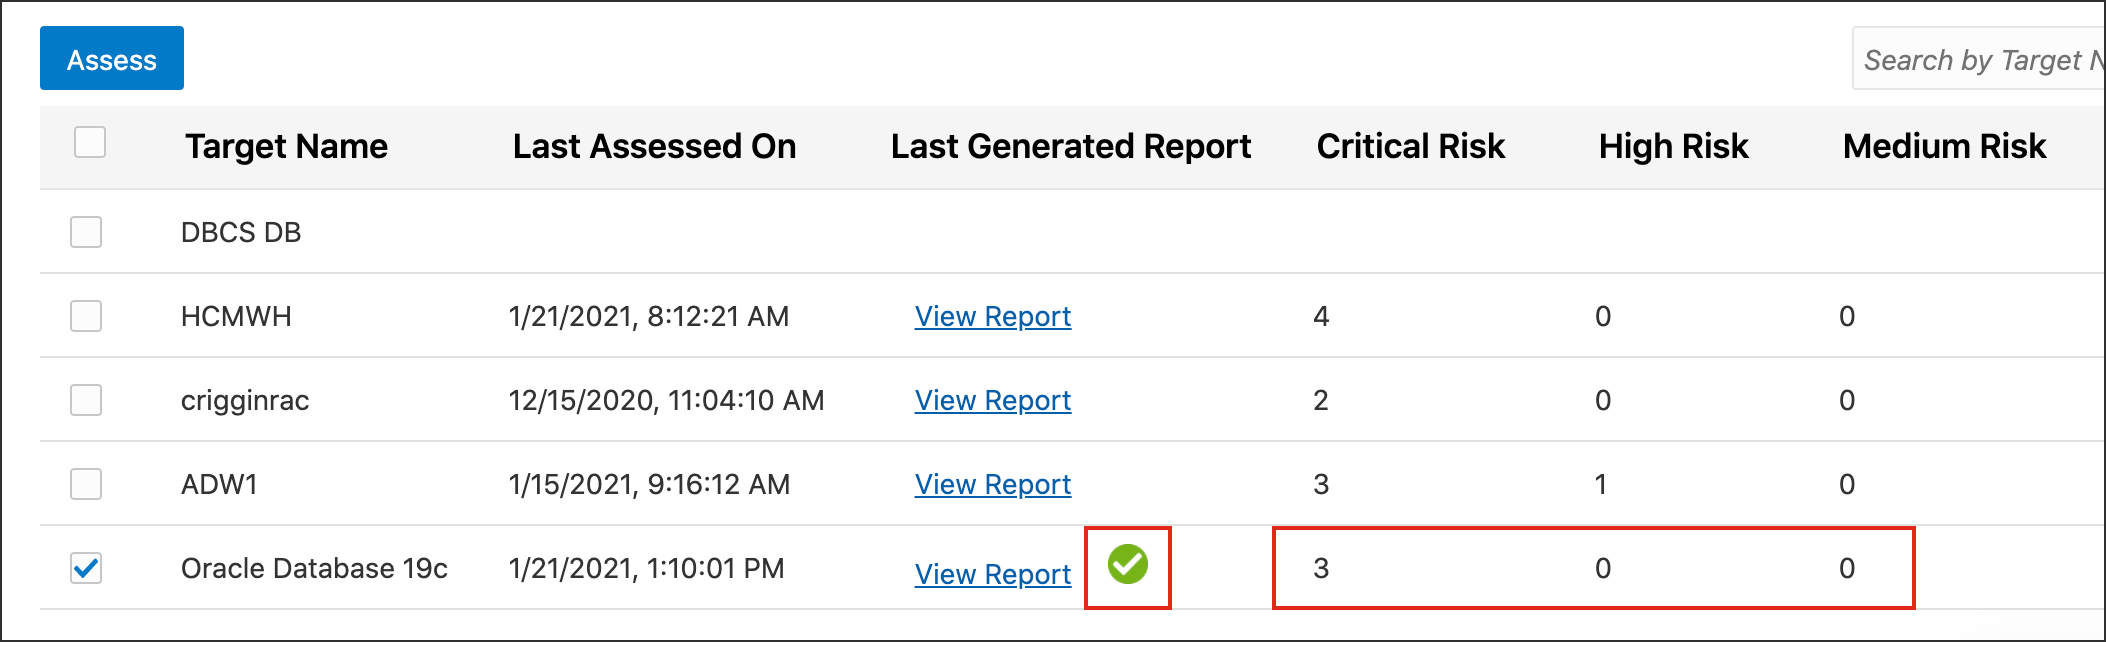 Assess
Search by Target N
Target Name Last Assessed On Last Generated Report Critical Risk High Risk Medium Risk
DBCS DB
HCMWH 1/21/2021, 8:12:21 AM View Report 4 0 0
crigginrac 12/15/2020, 11:04:10 AM View Report 2 0 0
ADW1 1/15/2021, 9:16:12 AM View Report 3 1 0
Oracle Database 19c 1/21/2021, 1:10:01 PM View Report 3 0 0